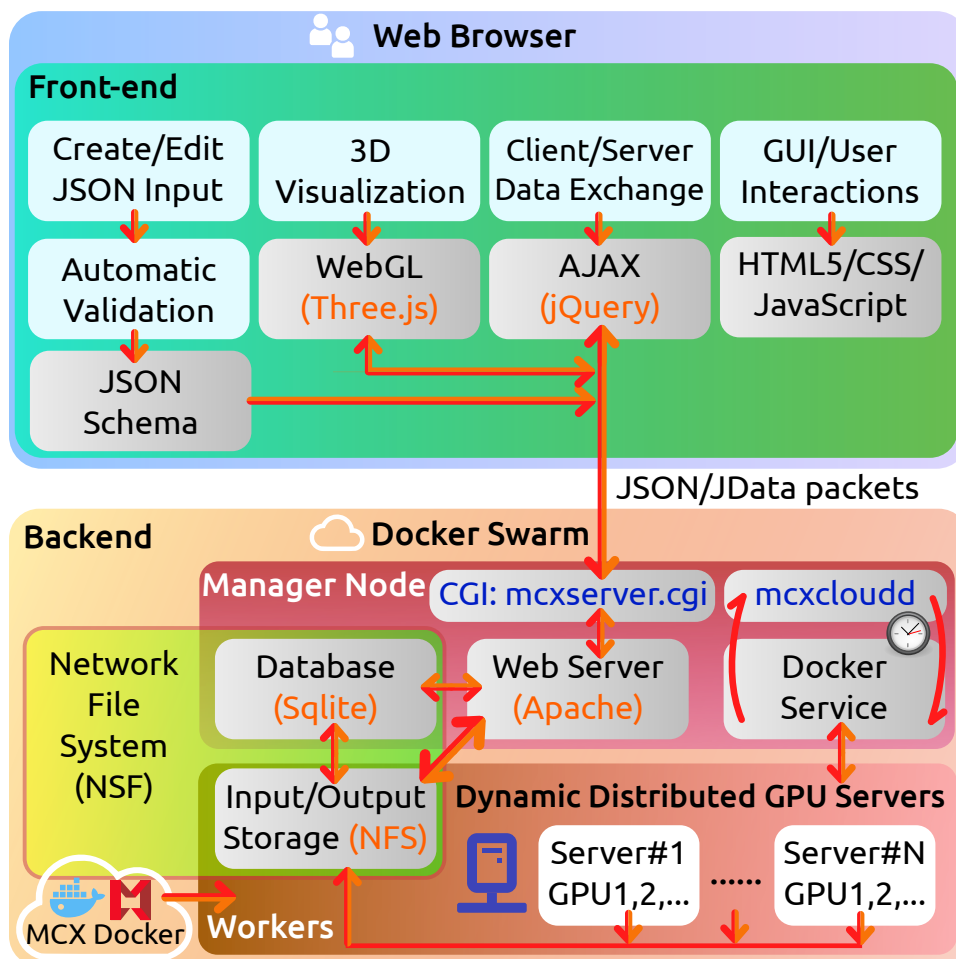 Web Browser
Front-end
Create/Edit
JSON Input
3D
Visualization
Client/Server
Data Exchange
GUI/User
Interactions
Automatic
Validation
WebGL
(Three.js)
AJAX
(jQuery)
HTML5/CSS/
JavaScript
JSON
Schema
JSON/JData packets
Backend
Docker Swarm
Manager Node
CGI: mcxserver.cgi
mcxcloudd
Network
File
System
(NSF)
Database
(Sqlite)
Web Server
(Apache)
Docker
Service
Input/Output
Storage (NFS)
Dynamic Distributed GPU Servers
Server#1
GPU1,2,...
......
Server#N
GPU1,2,...
MCX Docker
Workers